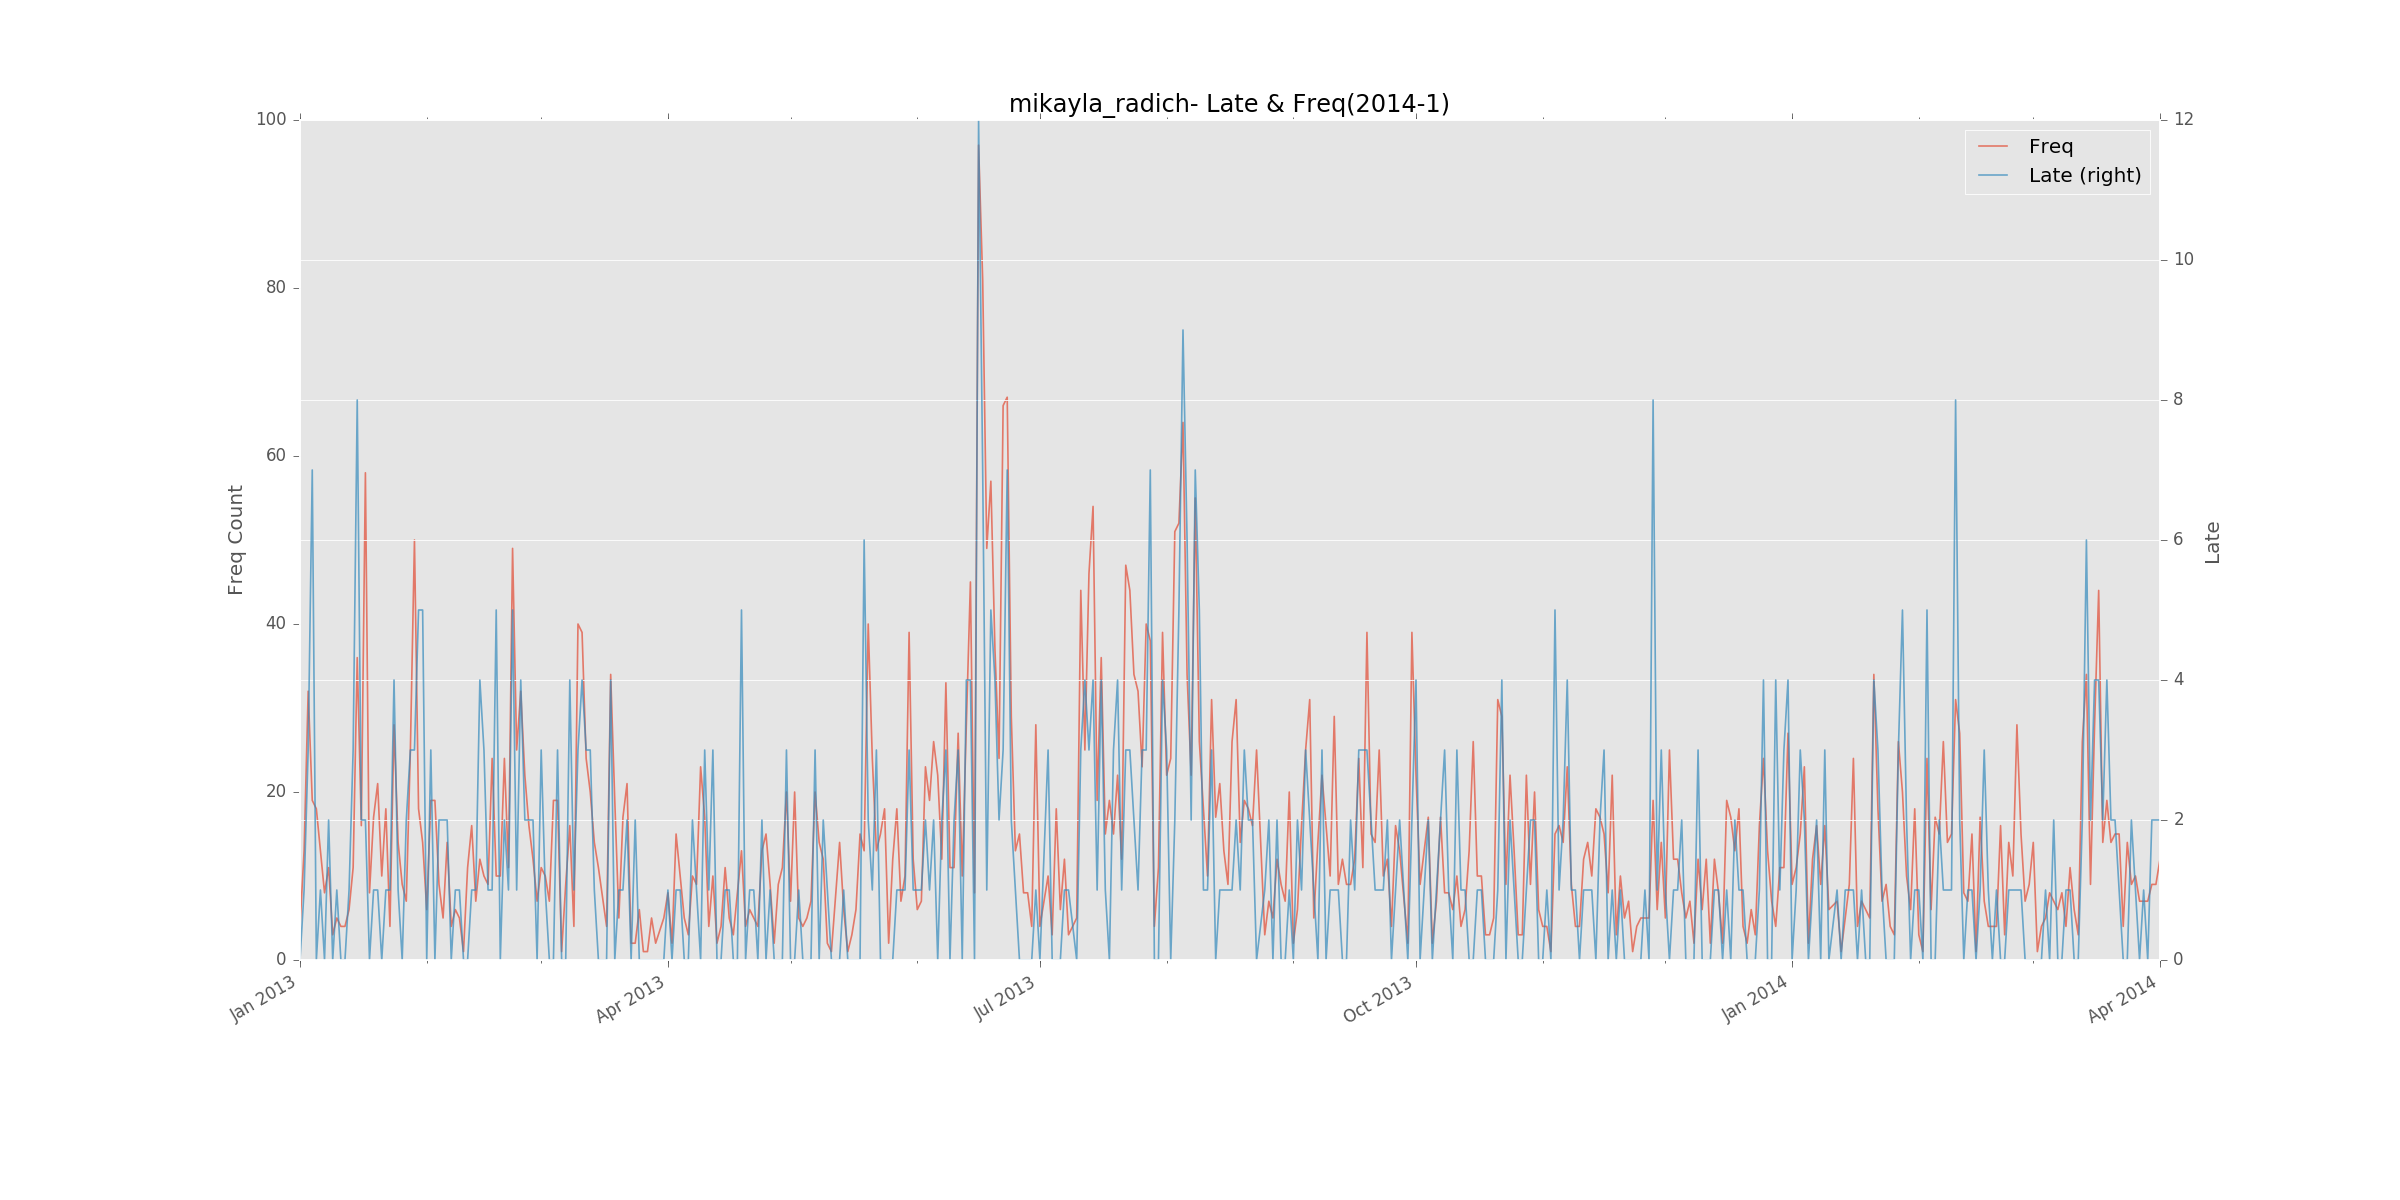 mikayla_radich- Late & Freq(2014-1)
Freq
Late (right)
100
80
60
40
20
0
Freq Count
12
10
8
6
4
2
0
Late
Jan 2013
Apr 2013
Jul 2013
Oct 2013
Jan 2014
Apr 2014